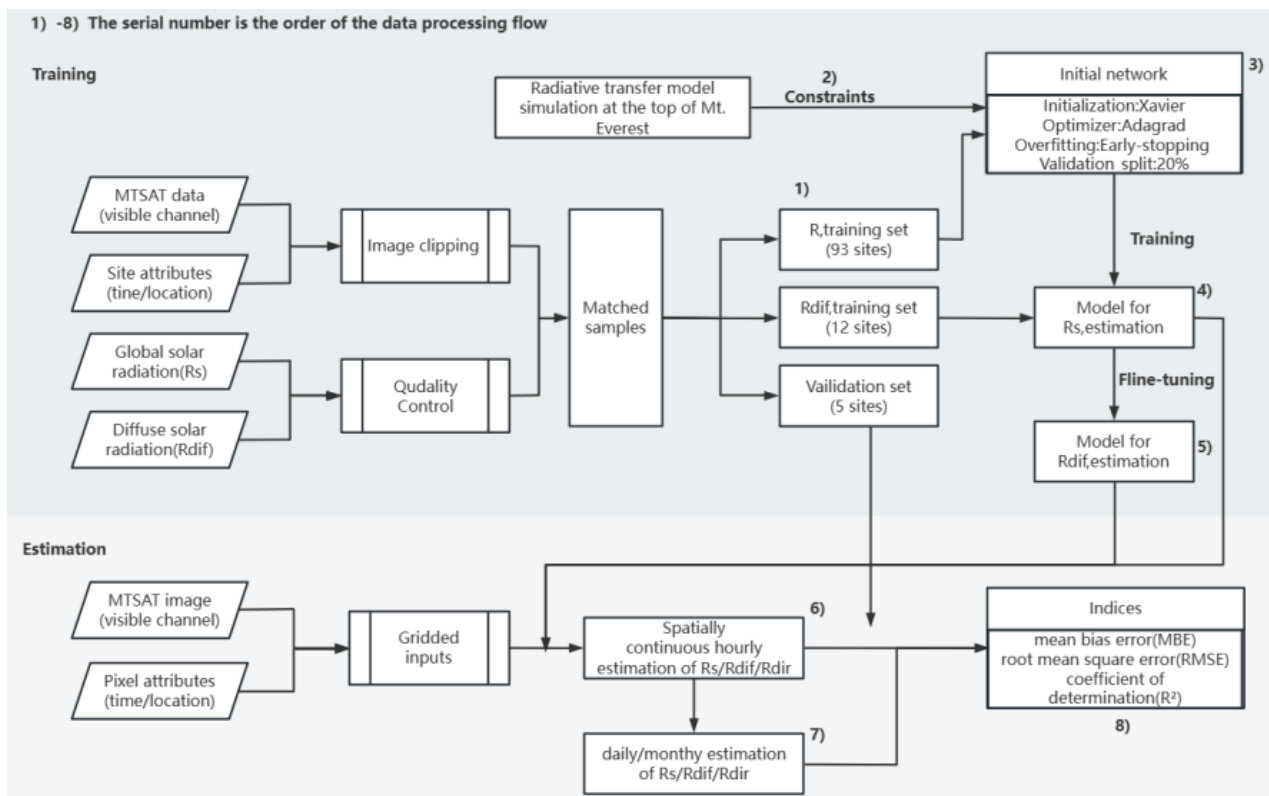 1) -8) The serial number is the order of the data processing flow
Training
Radiative transfer model
simulation at the top of Mt.
Everest
2)
Constraints
3)
Initial network
Initialization:Xavier
Optimizer:Adagrad
Overfitting:Early-stopping
Validation split:20%
MTSAT data
(visible channel)
Site attributes
(tine/location)
Global solar
radiation(Rs)
Diffuse solar
radiation(Rdif)
Image clipping
Qudality
Control
Matched
samples
1)
R,training set
(93 sites)
Rdif,training set
(12 sites)
Vailidation set
(5 sites)
Training
4)
Model for
Rs,estimation
Fline-tuning
Model for
Rdif,estimation
5)
Estimation
MTSAT image
(visible channel)
Pixel attributes
(time/location)
Gridded
inputs
6)
Spatially
continuous hourly
estimation of Rs/Rdif/Rdir
7)
daily/monthy estimation
of Rs/Rdif/Rdir
Indices
mean bias error(MBE)
root mean square error(RMSE)
coefficient of
determination(R²)
8)